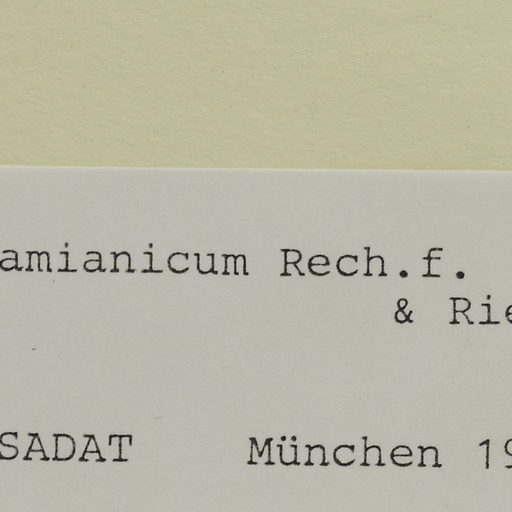 amianicum Rech.f.
& Rie
SADAT München 19